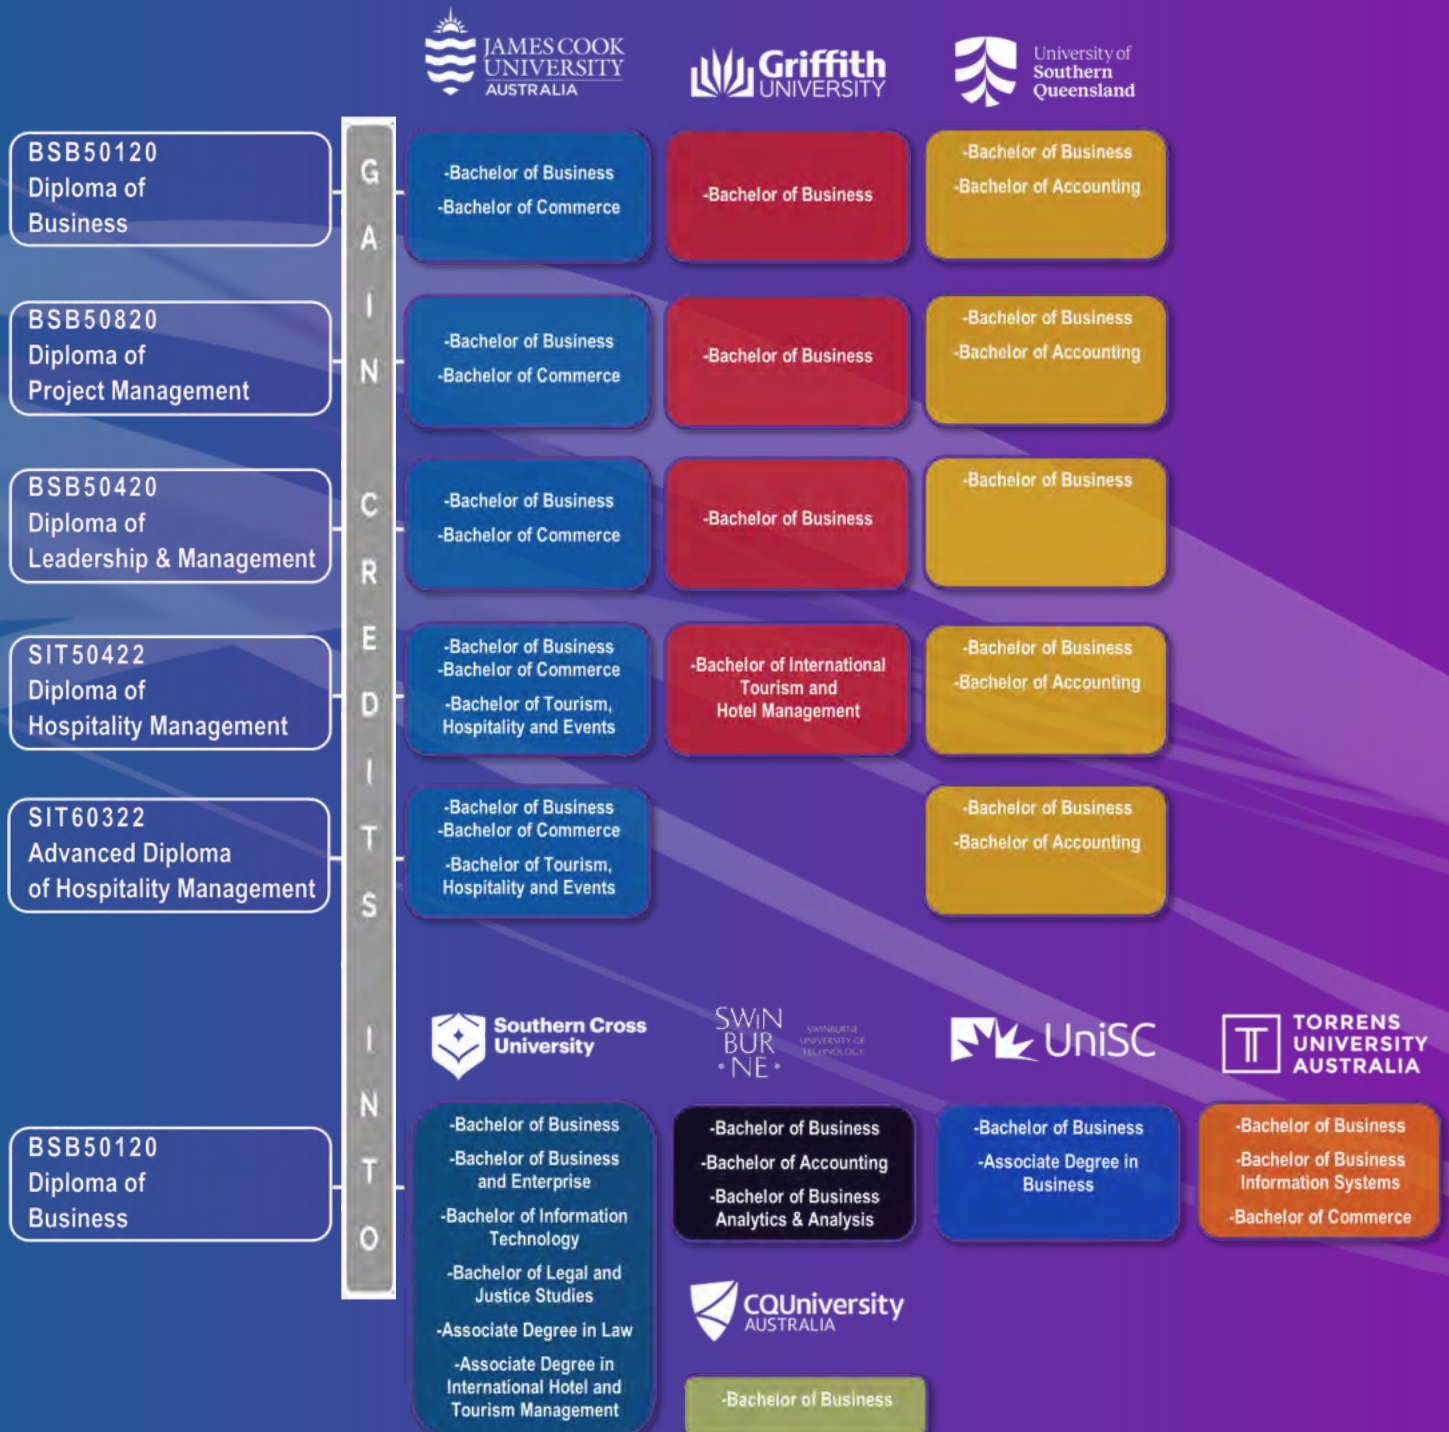 JAMES COOK
UNIVERSITY
AUSTRALIA
Griffith
UNIVERSITY
University of
Southern
Queensland
GAIN CREDITS INTO
BSB50120
Diploma of
Business
-Bachelor of Business
-Bachelor of Commerce
-Bachelor of Business
-Bachelor of Business
-Bachelor of Accounting
BSB50820
Diploma of
Project Management
-Bachelor of Business
-Bachelor of Commerce
-Bachelor of Business
-Bachelor of Business
-Bachelor of Accounting
BSB50420
Diploma of
Leadership & Management
-Bachelor of Business
-Bachelor of Commerce
-Bachelor of Business
-Bachelor of Business
SIT50422
Diploma of
Hospitality Management
-Bachelor of Business
-Bachelor of Commerce
-Bachelor of Tourism,
Hospitality and Events
-Bachelor of International
Tourism and
Hotel Management
-Bachelor of Business
-Bachelor of Accounting
SIT60322
Advanced Diploma
of Hospitality Management
-Bachelor of Business
-Bachelor of Commerce
-Bachelor of Tourism,
Hospitality and Events
-Bachelor of Business
-Bachelor of Accounting
Southern Cross
University
SWIN
BUR
•NE•
SWINBURNE
UNIVERSITY OF
TECHNOLOGY
UniSC
TORRENS
UNIVERSITY
AUSTRALIA
BSB50120
Diploma of
Business
-Bachelor of Business
-Bachelor of Business
and Enterprise
-Bachelor of Information
Technology
-Bachelor of Legal and
Justice Studies
-Associate Degree in Law
-Associate Degree in
International Hotel and
Tourism Management
-Bachelor of Business
-Bachelor of Accounting
-Bachelor of Business
Analytics & Analysis
-Bachelor of Business
-Associate Degree in
Business
-Bachelor of Business
-Bachelor of Business
Information Systems
-Bachelor of Commerce
CQUniversity
AUSTRALIA
-Bachelor of Business